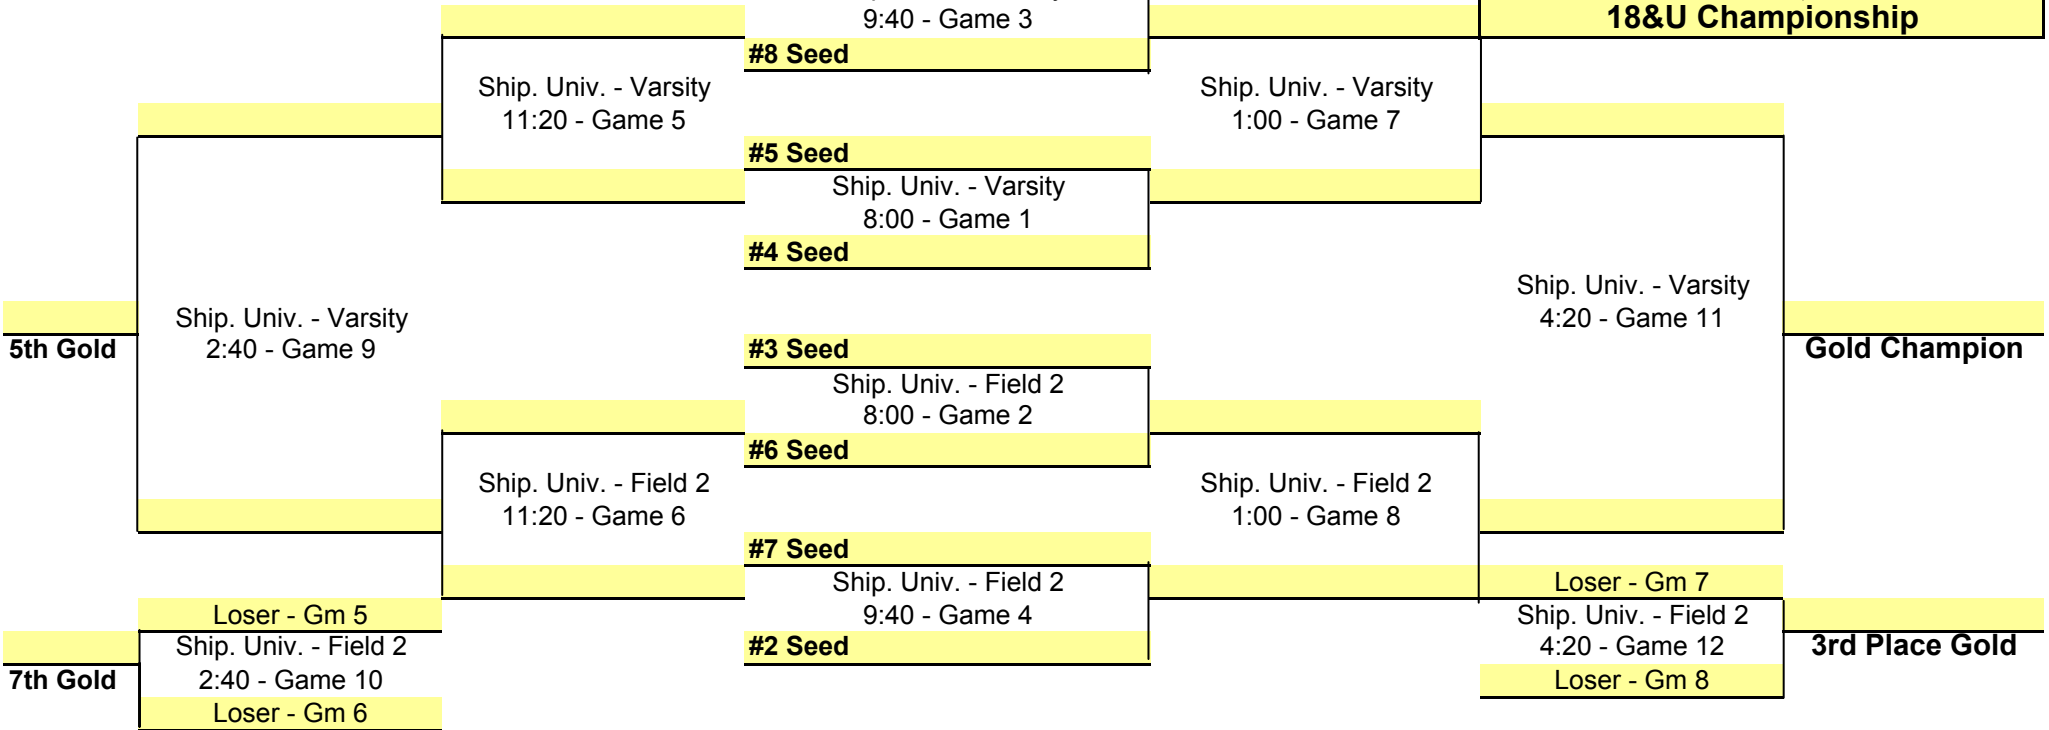 9:40 - Game 3
18&U Championship
#8 Seed
Ship. Univ. - Varsity
11:20 - Game 5
Ship. Univ. - Varsity
1:00 - Game 7
#5 Seed
Ship. Univ. - Varsity
8:00 - Game 1
#4 Seed
Ship. Univ. - Varsity
2:40 - Game 9
5th Gold
Ship. Univ. - Varsity
4:20 - Game 11
Gold Champion
#3 Seed
Ship. Univ. - Field 2
8:00 - Game 2
#6 Seed
Ship. Univ. - Field 2
11:20 - Game 6
Ship. Univ. - Field 2
1:00 - Game 8
#7 Seed
Ship. Univ. - Field 2
9:40 - Game 4
#2 Seed
Loser - Gm 5
Ship. Univ. - Field 2
2:40 - Game 10
Loser - Gm 6
7th Gold
Loser - Gm 7
Ship. Univ. - Field 2
4:20 - Game 12
Loser - Gm 8
3rd Place Gold